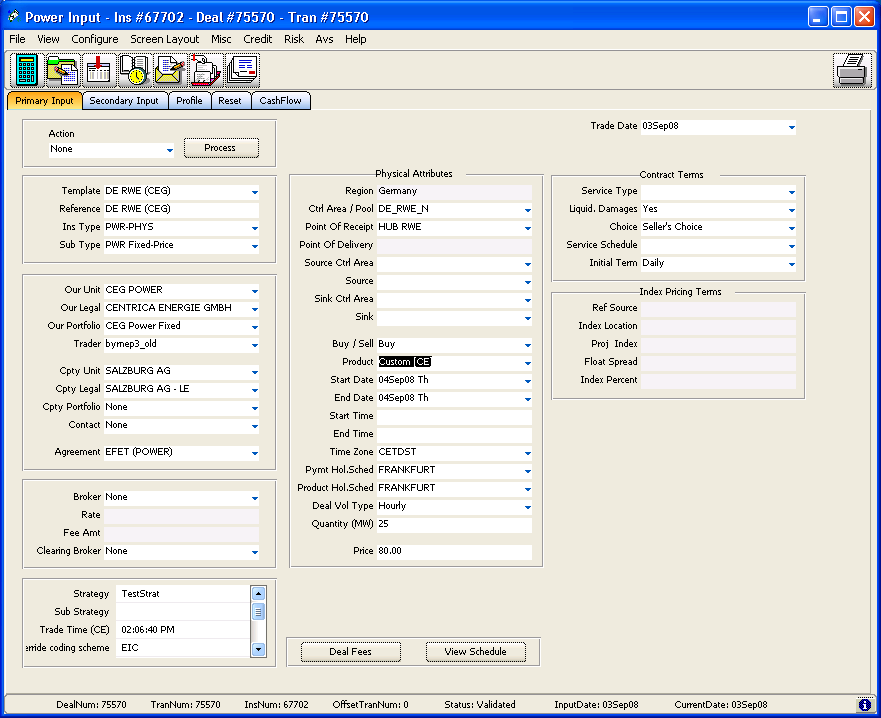 Power Input - Ins #67702 - Deal #75570 - Tran #75570
File View Configure Screen Layout Misc Credit Risk Avs Help
Primary Input Secondary Input Profile Reset CashFlow
Trade Date 03Sep08
Action
None
Process
Template DE RWE (CEG)
Reference DE RWE (CEG)
Ins Type PWR-PHYS
Sub Type PWR Fixed-Price
Our Unit CEG POWER
Our Legal CENTRICA ENERGIE GMBH
Our Portfolio CEG Power Fixed
Trader byrnep3_old
Cpty Unit SALZBURG AG
Cpty Legal SALZBURG AG - LE
Cpty Portfolio None
Contact None
Agreement EFET (POWER)
Broker None
Rate
Fee Amt
Clearing Broker None
Strategy TestStrat
Sub Strategy
Trade Time (CE) 02:06:40 PM
erride coding scheme EIC
Physical Attributes
Region Germany
Ctrl Area / Pool DE_RWE_N
Point Of Receipt HUB RWE
Point Of Delivery
Source Ctrl Area
Source
Sink Ctrl Area
Sink
Buy / Sell Buy
Product Custom [CE]
Start Date 04Sep08 Th
End Date 04Sep08 Th
Start Time
End Time
Time Zone CETDST
Pymt Hol.Sched FRANKFURT
Product Hol.Sched FRANKFURT
Deal Vol Type Hourly
Quantity (MW) 25
Price 80.00
Deal Fees View Schedule
Contract Terms
Service Type
Liquid. Damages Yes
Choice Seller's Choice
Service Schedule
Initial Term Daily
Index Pricing Terms
Ref Source
Index Location
Proj Index
Float Spread
Index Percent
DealNum: 75570 TranNum: 75570 InsNum: 67702 OffsetTranNum: 0 Status: Validated InputDate: 03Sep08 CurrentDate: 03Sep08